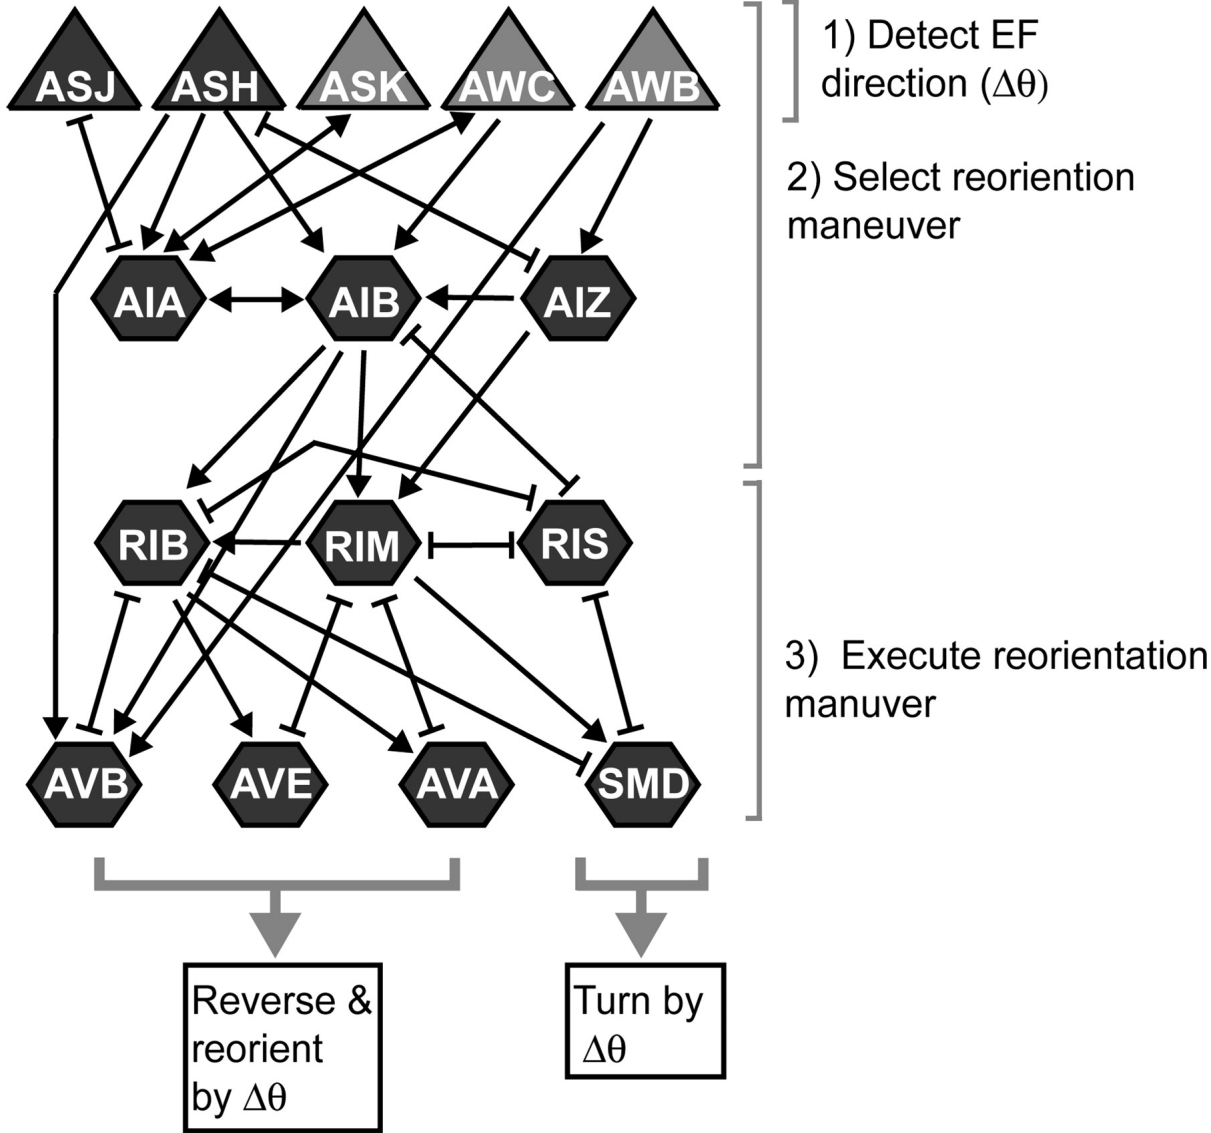 ASJ ASH ASK AWC AWB
1) Detect EF
direction (Δθ)
2) Select reoriention
maneuver
AIA AIB AIZ
RIB RIM RIS
3) Execute reorientation
manuver
AVB AVE AVA SMD
Reverse &
reorient
by Δθ
Turn by
Δθ